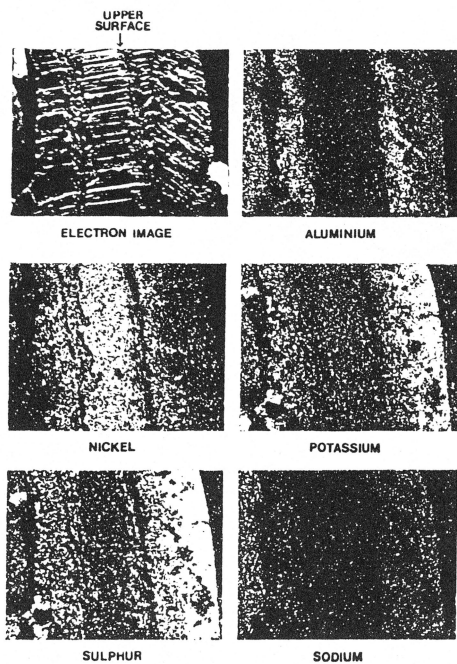 UPPER
SURFACE
ELECTRON IMAGE
ALUMINIUM
NICKEL
POTASSIUM
SULPHUR
SODIUM